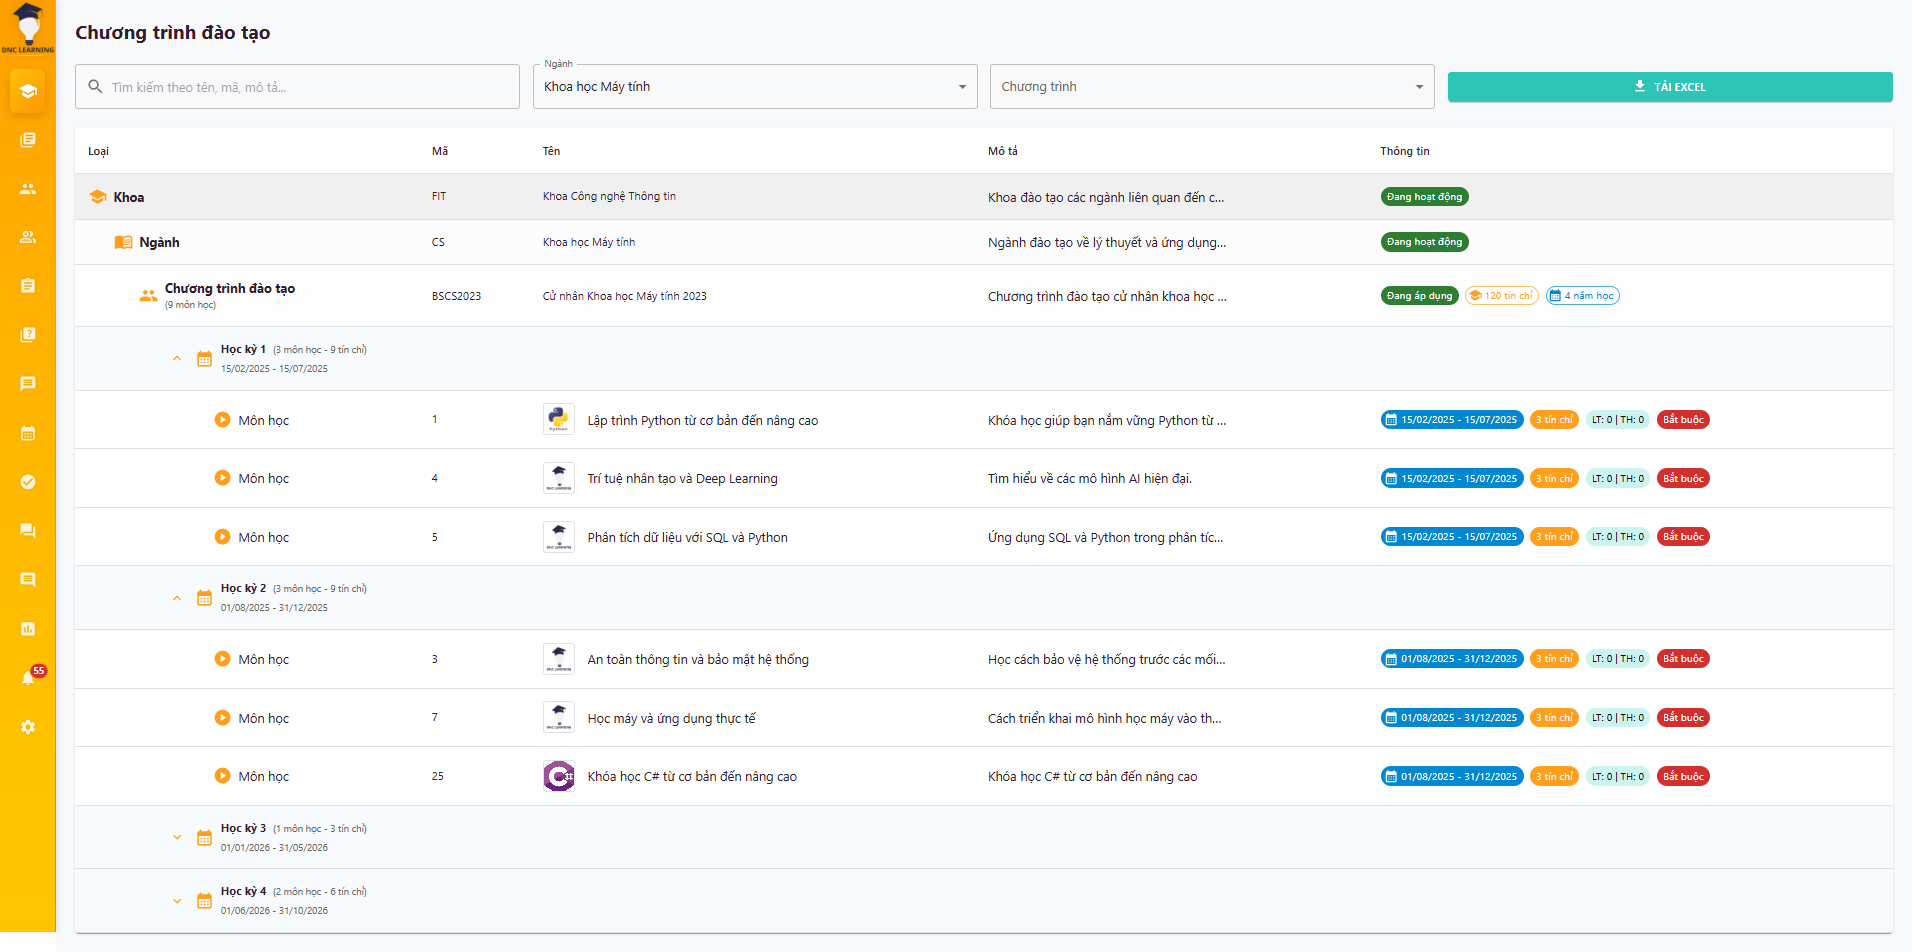 DNC LEARNING
Chương trình đào tạo
Tìm kiếm theo tên, mã, mô tả...
Ngành
Khoa học Máy tính
Chương trình
TẢI EXCEL
Loại Mã Tên Mô tả Thông tin
Khoa FIT Khoa Công nghệ Thông tin Khoa đào tạo các ngành liên quan đến c... Đang hoạt động
Ngành CS Khoa học Máy tính Ngành đào tạo về lý thuyết và ứng dụng... Đang hoạt động
Chương trình đào tạo
(9 môn học)
BSCS2023 Cử nhân Khoa học Máy tính 2023 Chương trình đào tạo cử nhân khoa học ... Đang áp dụng 120 tín chỉ 4 năm học
Học kỳ 1 (3 môn học - 9 tín chỉ)
15/02/2025 - 15/07/2025
Môn học 1 Python Lập trình Python từ cơ bản đến nâng cao Khóa học giúp bạn nắm vững Python từ ... 15/02/2025 - 15/07/2025 3 tín chỉ LT: 0 | TH: 0 Bắt buộc
Môn học 4 DNC LEARNING Trí tuệ nhân tạo và Deep Learning Tìm hiểu về các mô hình AI hiện đại. 15/02/2025 - 15/07/2025 3 tín chỉ LT: 0 | TH: 0 Bắt buộc
Môn học 5 DNC LEARNING Phân tích dữ liệu với SQL và Python Ứng dụng SQL và Python trong phân tíc... 15/02/2025 - 15/07/2025 3 tín chỉ LT: 0 | TH: 0 Bắt buộc
Học kỳ 2 (3 môn học - 9 tín chỉ)
01/08/2025 - 31/12/2025
Môn học 3 DNC LEARNING An toàn thông tin và bảo mật hệ thống Học cách bảo vệ hệ thống trước các mối... 01/08/2025 - 31/12/2025 3 tín chỉ LT: 0 | TH: 0 Bắt buộc
Môn học 7 DNC LEARNING Học máy và ứng dụng thực tế Cách triển khai mô hình học máy vào th... 01/08/2025 - 31/12/2025 3 tín chỉ LT: 0 | TH: 0 Bắt buộc
Môn học 25 C# Khóa học C# từ cơ bản đến nâng cao Khóa học C# từ cơ bản đến nâng cao 01/08/2025 - 31/12/2025 3 tín chỉ LT: 0 | TH: 0 Bắt buộc
Học kỳ 3 (1 môn học - 3 tín chỉ)
01/01/2026 - 31/05/2026
Học kỳ 4 (2 môn học - 6 tín chỉ)
01/06/2026 - 31/10/2026
55